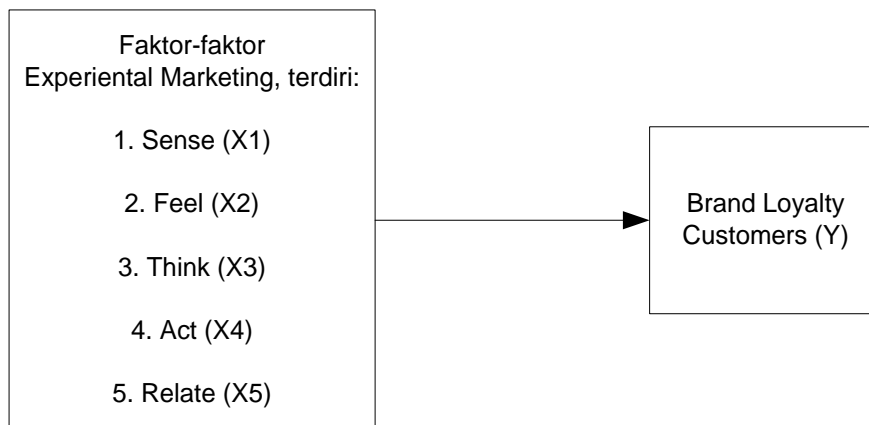 Faktor-faktor
Experiental Marketing, terdiri:
1. Sense (X1)
2. Feel (X2)
3. Think (X3)
4. Act (X4)
5. Relate (X5)
Brand Loyalty
Customers (Y)